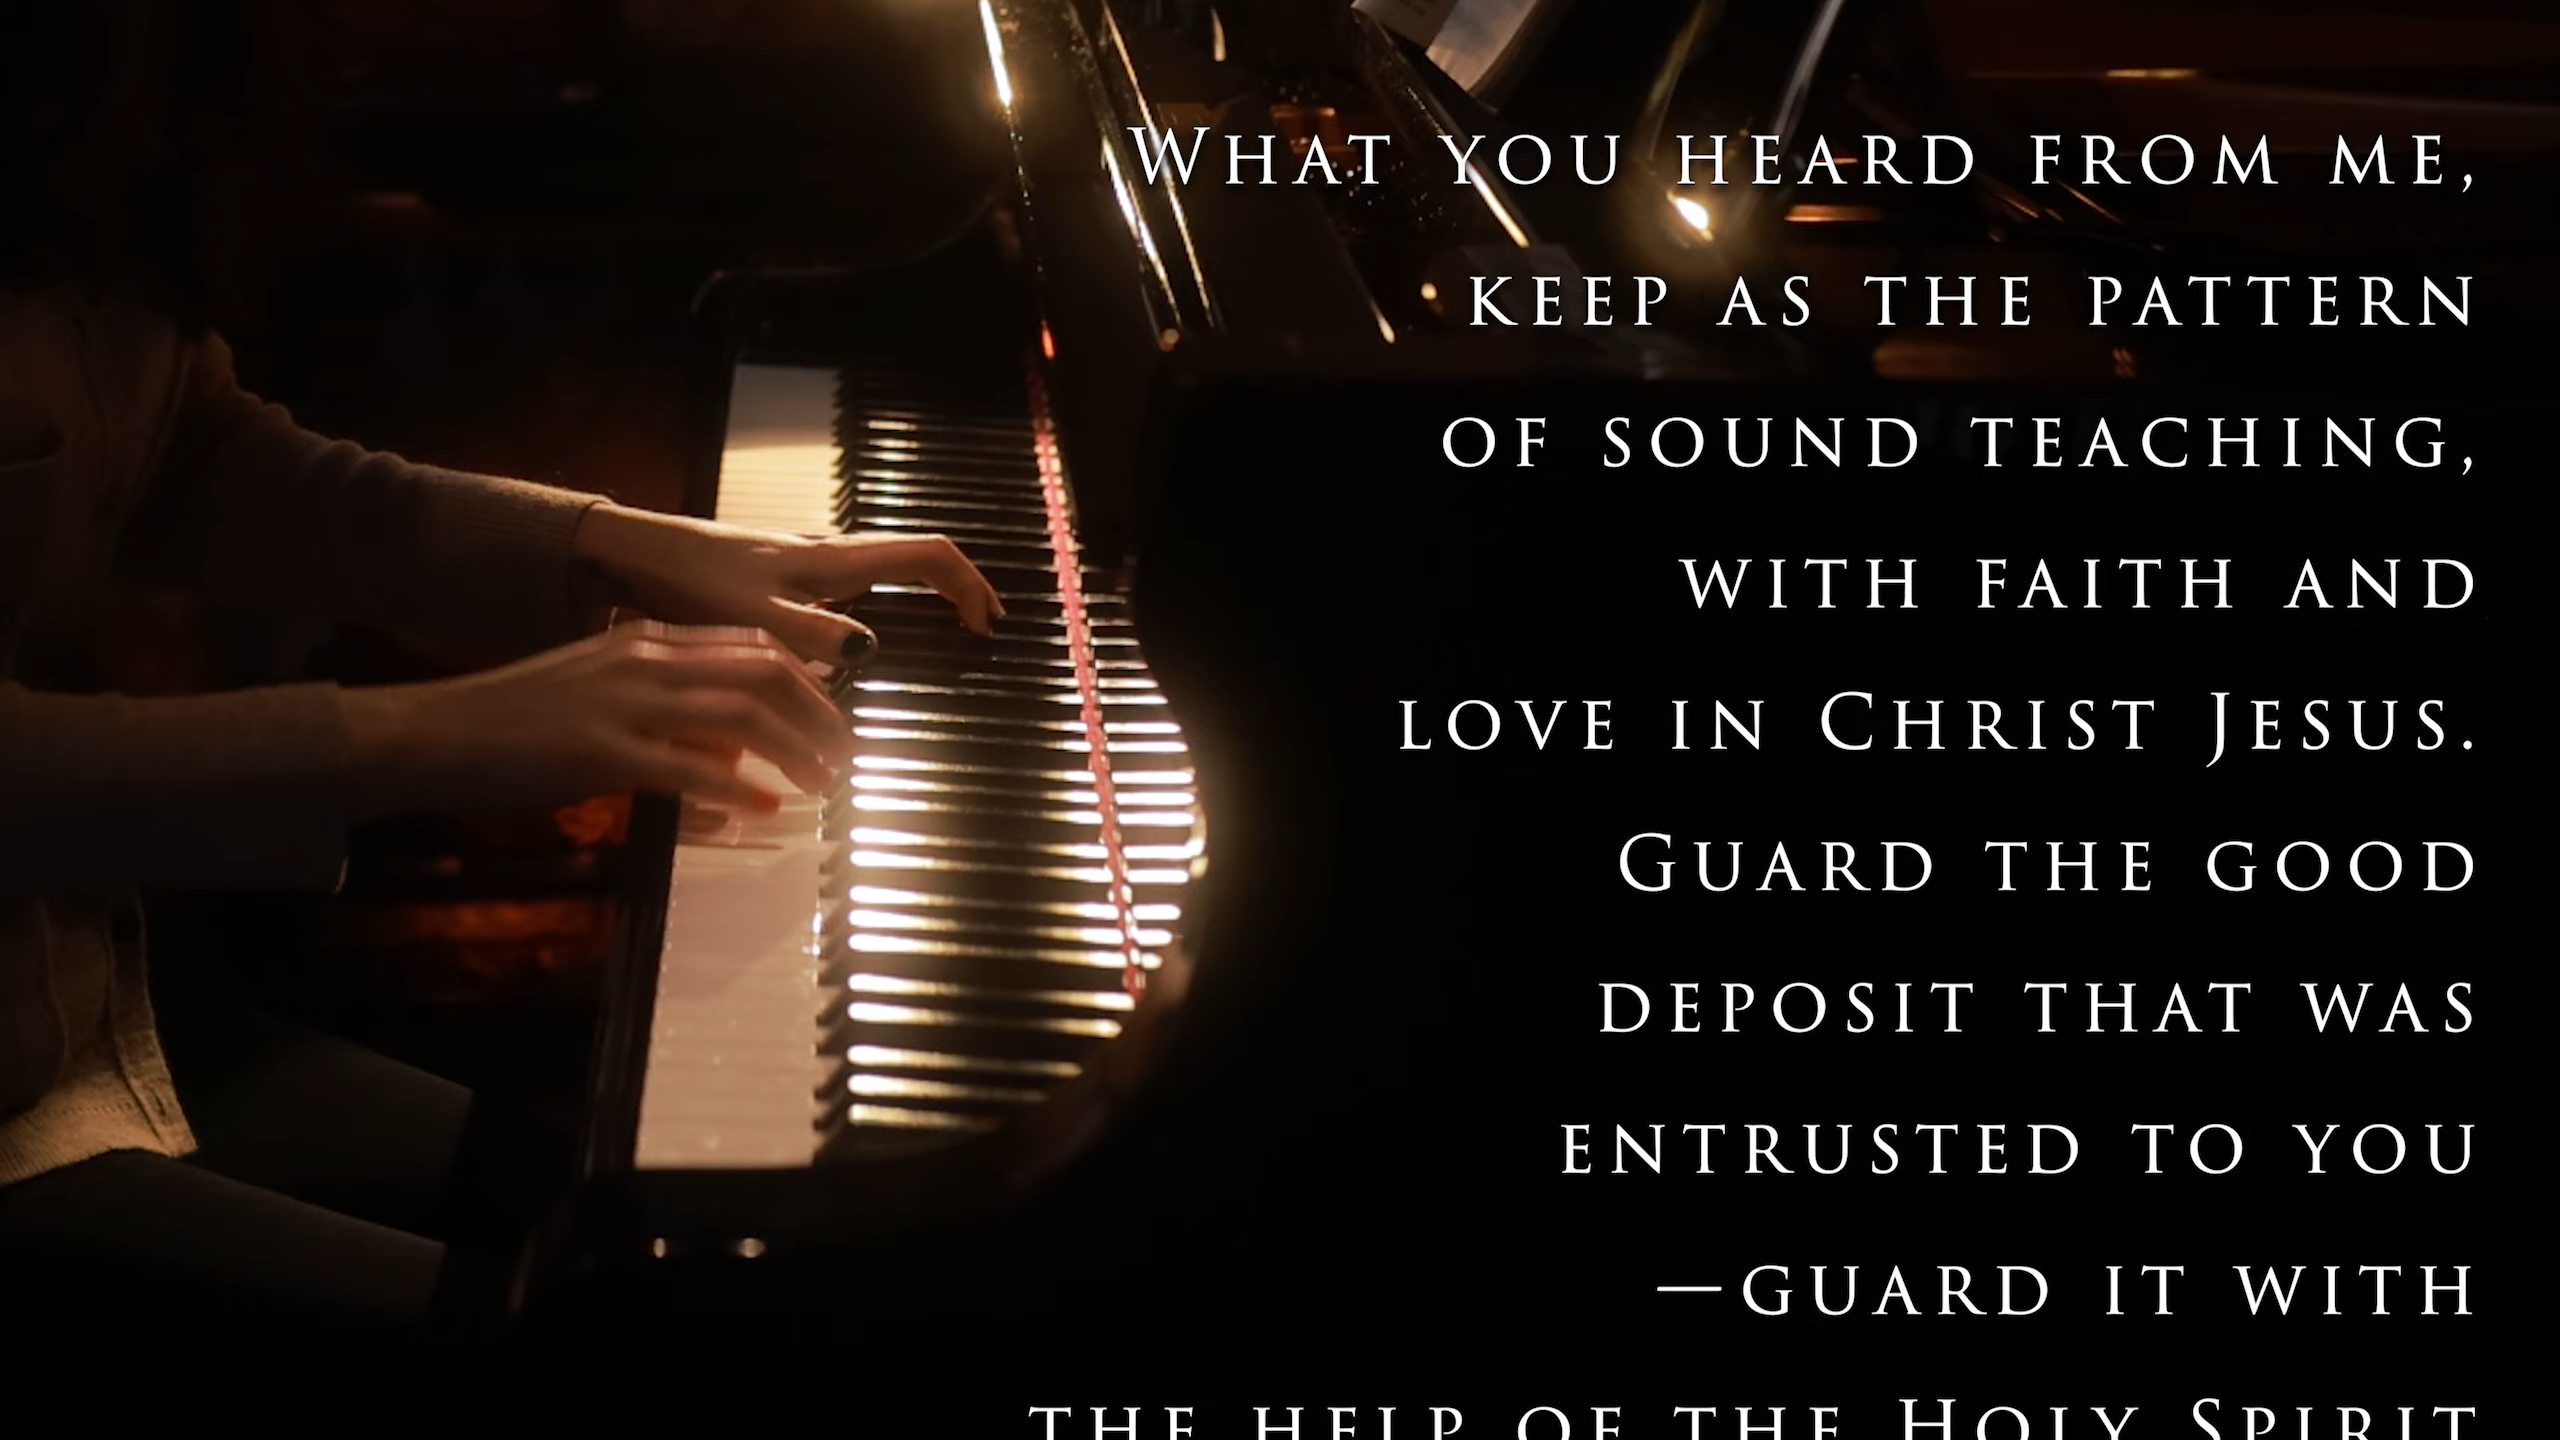 What you heard from me,
keep as the pattern
of sound teaching,
with faith and
love in Christ Jesus.
Guard the good
deposit that was
entrusted to you
—guard it with
the help of the Holy Spirit